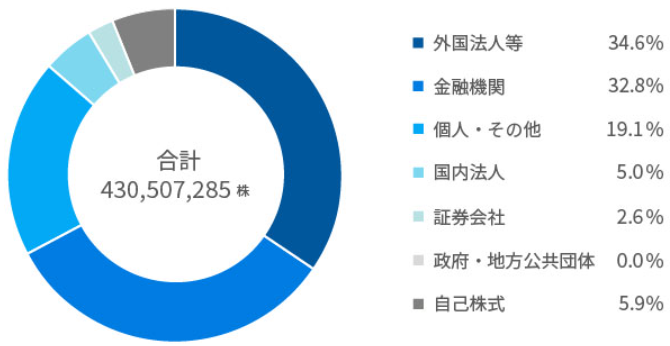 合計
430,507,285 株
外国法人等 34.6%
金融機関 32.8%
個人・その他 19.1%
国内法人 5.0%
証券会社 2.6%
政府・地方公共団体 0.0%
自己株式 5.9%